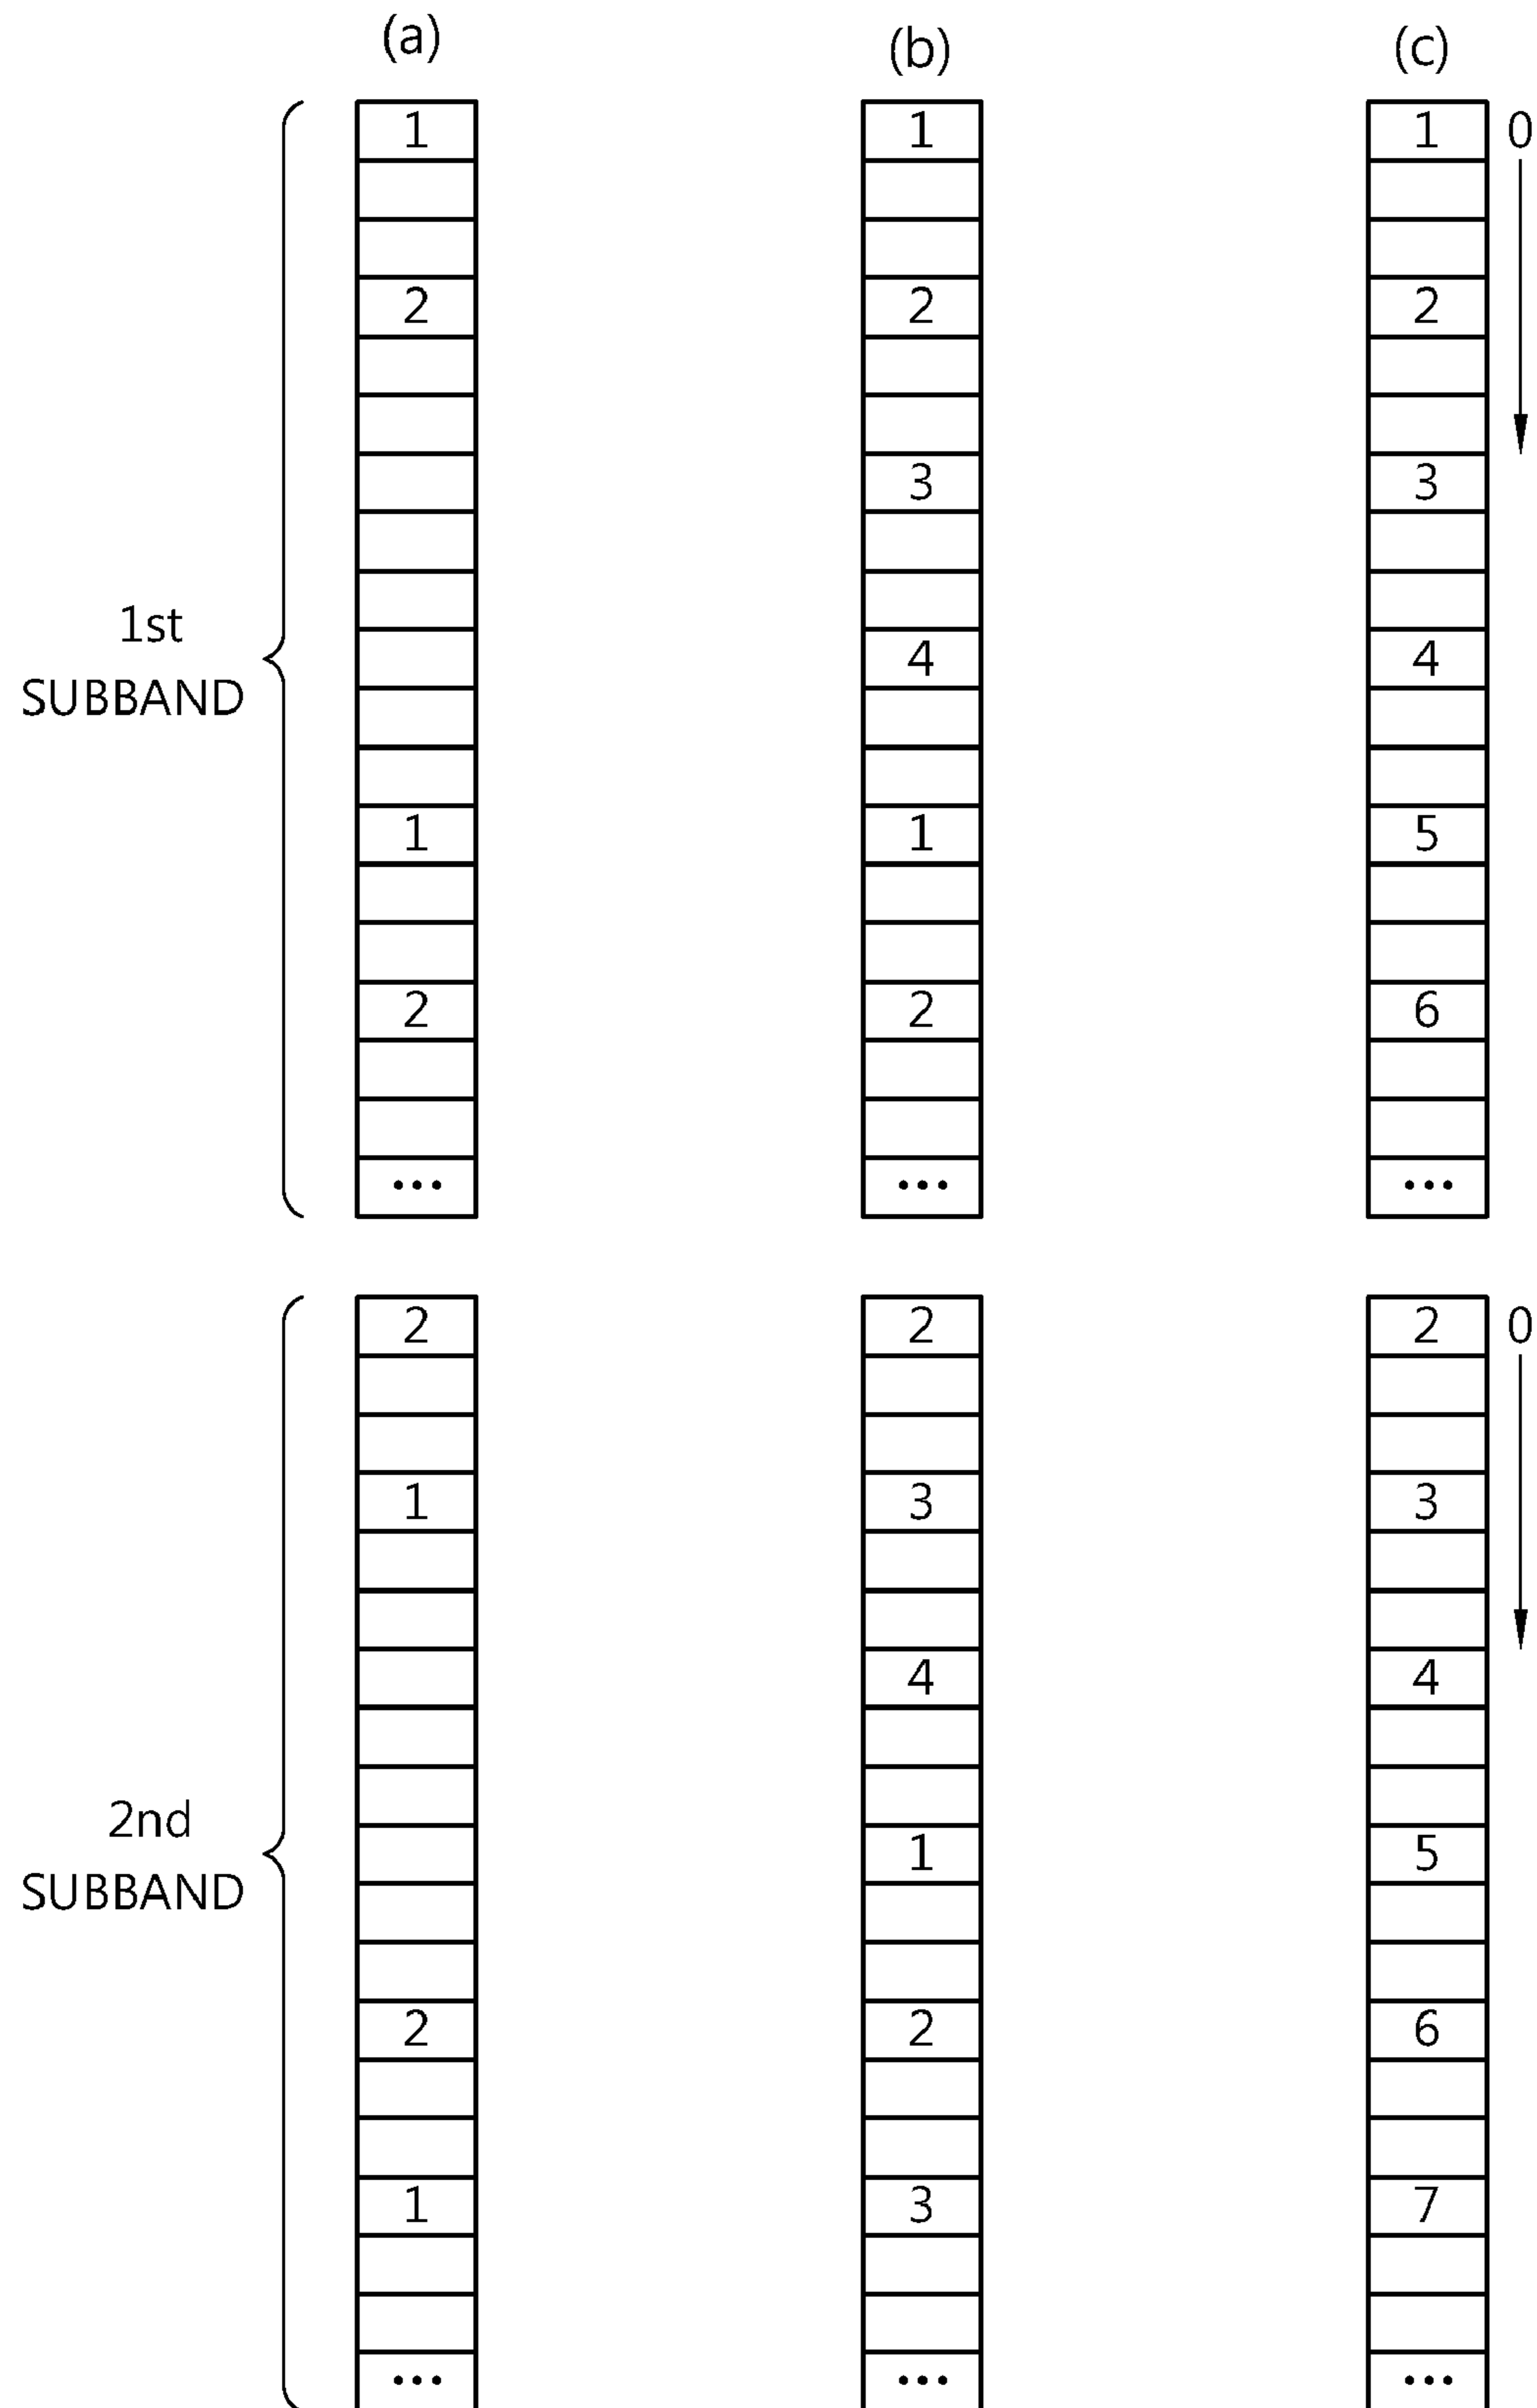 (a) (b) (c)
1 1 1 0
2 2 2
3 3
1st
SUBBAND
4 4
1 1 5
2 2 6
... ... ...
2 2 2 0
1 3 3
4 4
2nd
SUBBAND
1 5
2 2 6
1 3 7
... ... ...